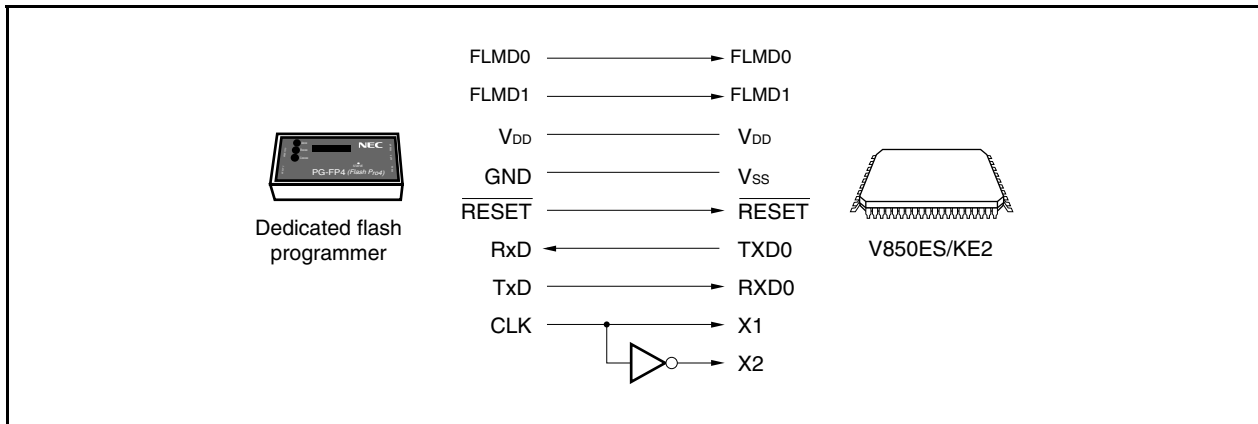 FLMD0 FLMD0
FLMD1 FLMD1
VDD VDD
GND VSS
RESET RESET
RxD TXD0
TxD RXD0
CLK X1
X2
NEC
PG-FP4 (Flash Pro4)
Dedicated flash
programmer
V850ES/KE2